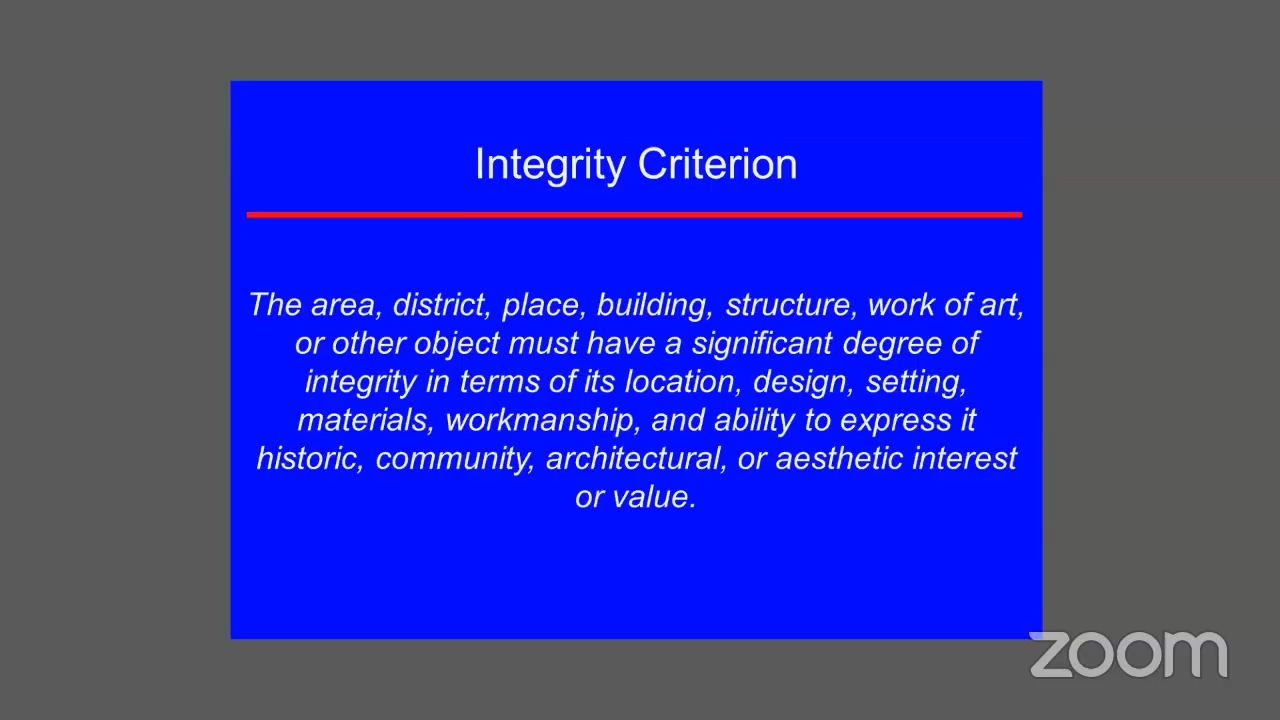 Integrity Criterion
The area, district, place, building, structure, work of art,
or other object must have a significant degree of
integrity in terms of its location, design, setting,
materials, workmanship, and ability to express it
historic, community, architectural, or aesthetic interest
or value.
zoom